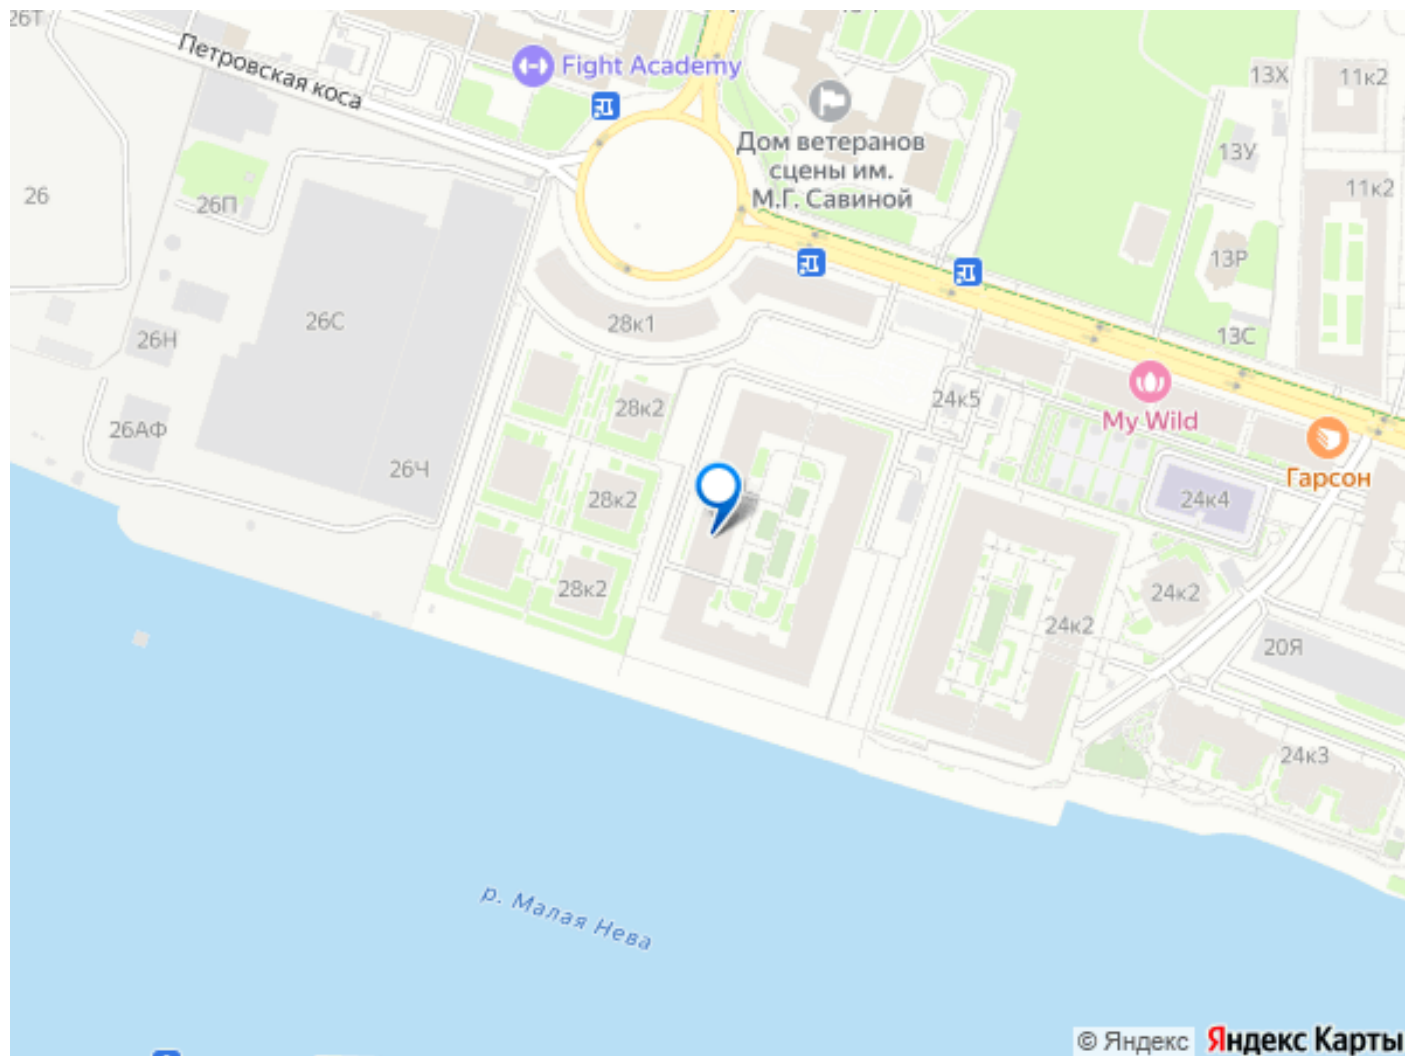 26Т
Петровская коса
Fight Academy
Дом ветеранов
сцены им.
М.Г. Савиной
13Х
11к2
13У
11к2
26
26П
13Р
26С
28к1
13С
26Н
28к2
24к5
My Wild
26АФ
26Ч
Гарсон
28к2
24к4
28к2
24к2
24к2
20Я
24к3
р. Малая Нева
© Яндекс
Яндекс Карты